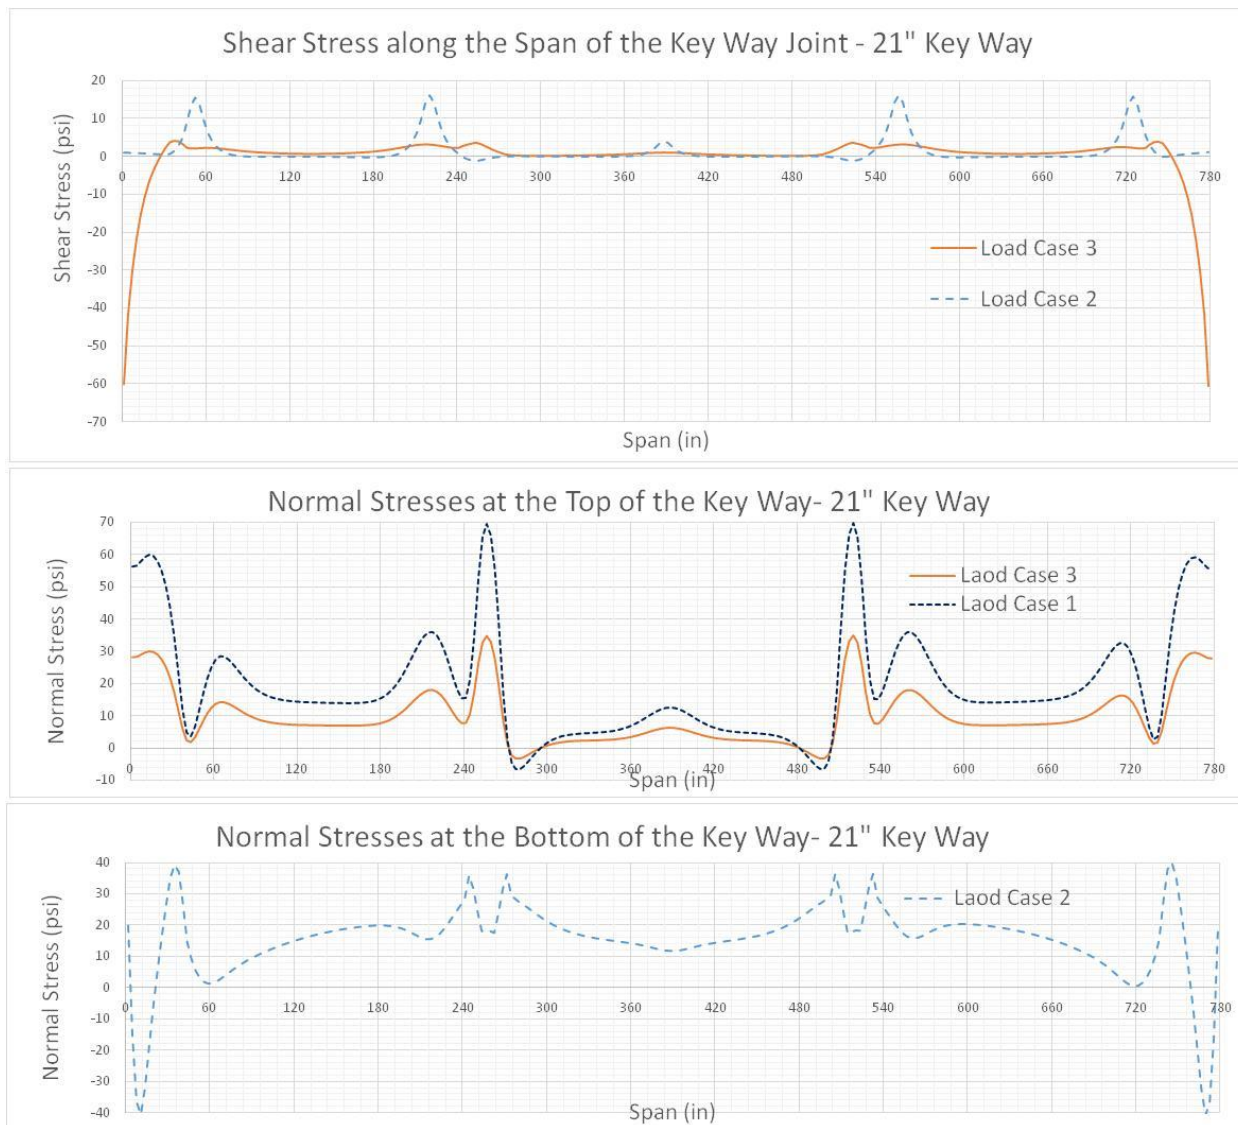 Shear Stress along the Span of the Key Way Joint - 21" Key Way
20
10
0
-10
-20
-30
-40
-50
-60
-70
Shear Stress (psi)
0 60 120 180 240 300 360 420 480 540 600 660 720 780
Load Case 3
Load Case 2
Span (in)
Normal Stresses at the Top of the Key Way- 21" Key Way
70
60
50
40
30
20
10
0
-10
Normal Stress (psi)
Laod Case 3
Laod Case 1
0 60 120 180 240 300 360 420 480 540 600 660 720 780
Span (in)
Normal Stresses at the Bottom of the Key Way- 21" Key Way
40
30
20
10
0
-10
-20
-30
-40
Normal Stress (psi)
Laod Case 2
0 60 120 180 240 300 360 420 480 540 600 660 720 780
Span (in)